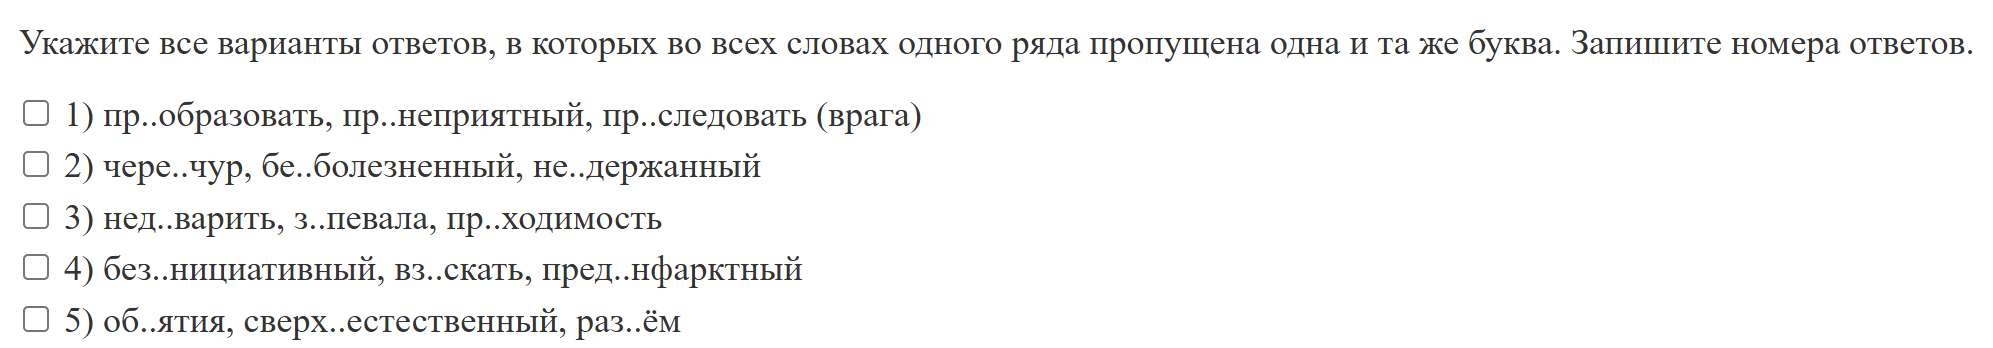 Укажите все варианты ответов, в которых во всех словах одного ряда пропущена одна и та же буква. Запишите номера ответов.
1) пр..образовать, пр..неприятный, пр..следовать (врага)
2) чере..чур, бе..болезненный, не..держанный
3) нед..варить, з..певала, пр..ходимость
4) без..нициативный, вз..скать, пред..нфарктный
5) об..ятия, сверх..естественный, раз..ём